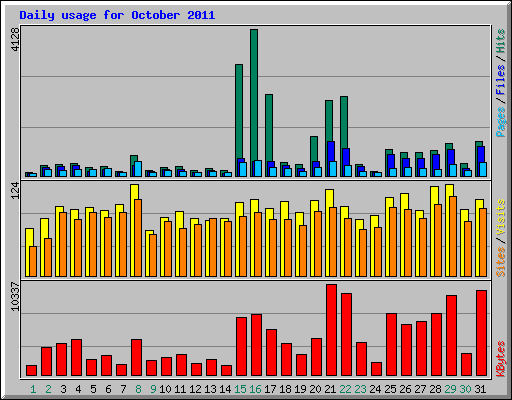 Daily usage for October 2011
4128
Pages / Files / Hits
124
Sites / Visits
10337
KBytes
1 2 3 4 5 6 7 8 9 10 11 12 13 14 15 16 17 18 19 20 21 22 23 24 25 26 27 28 29 30 31